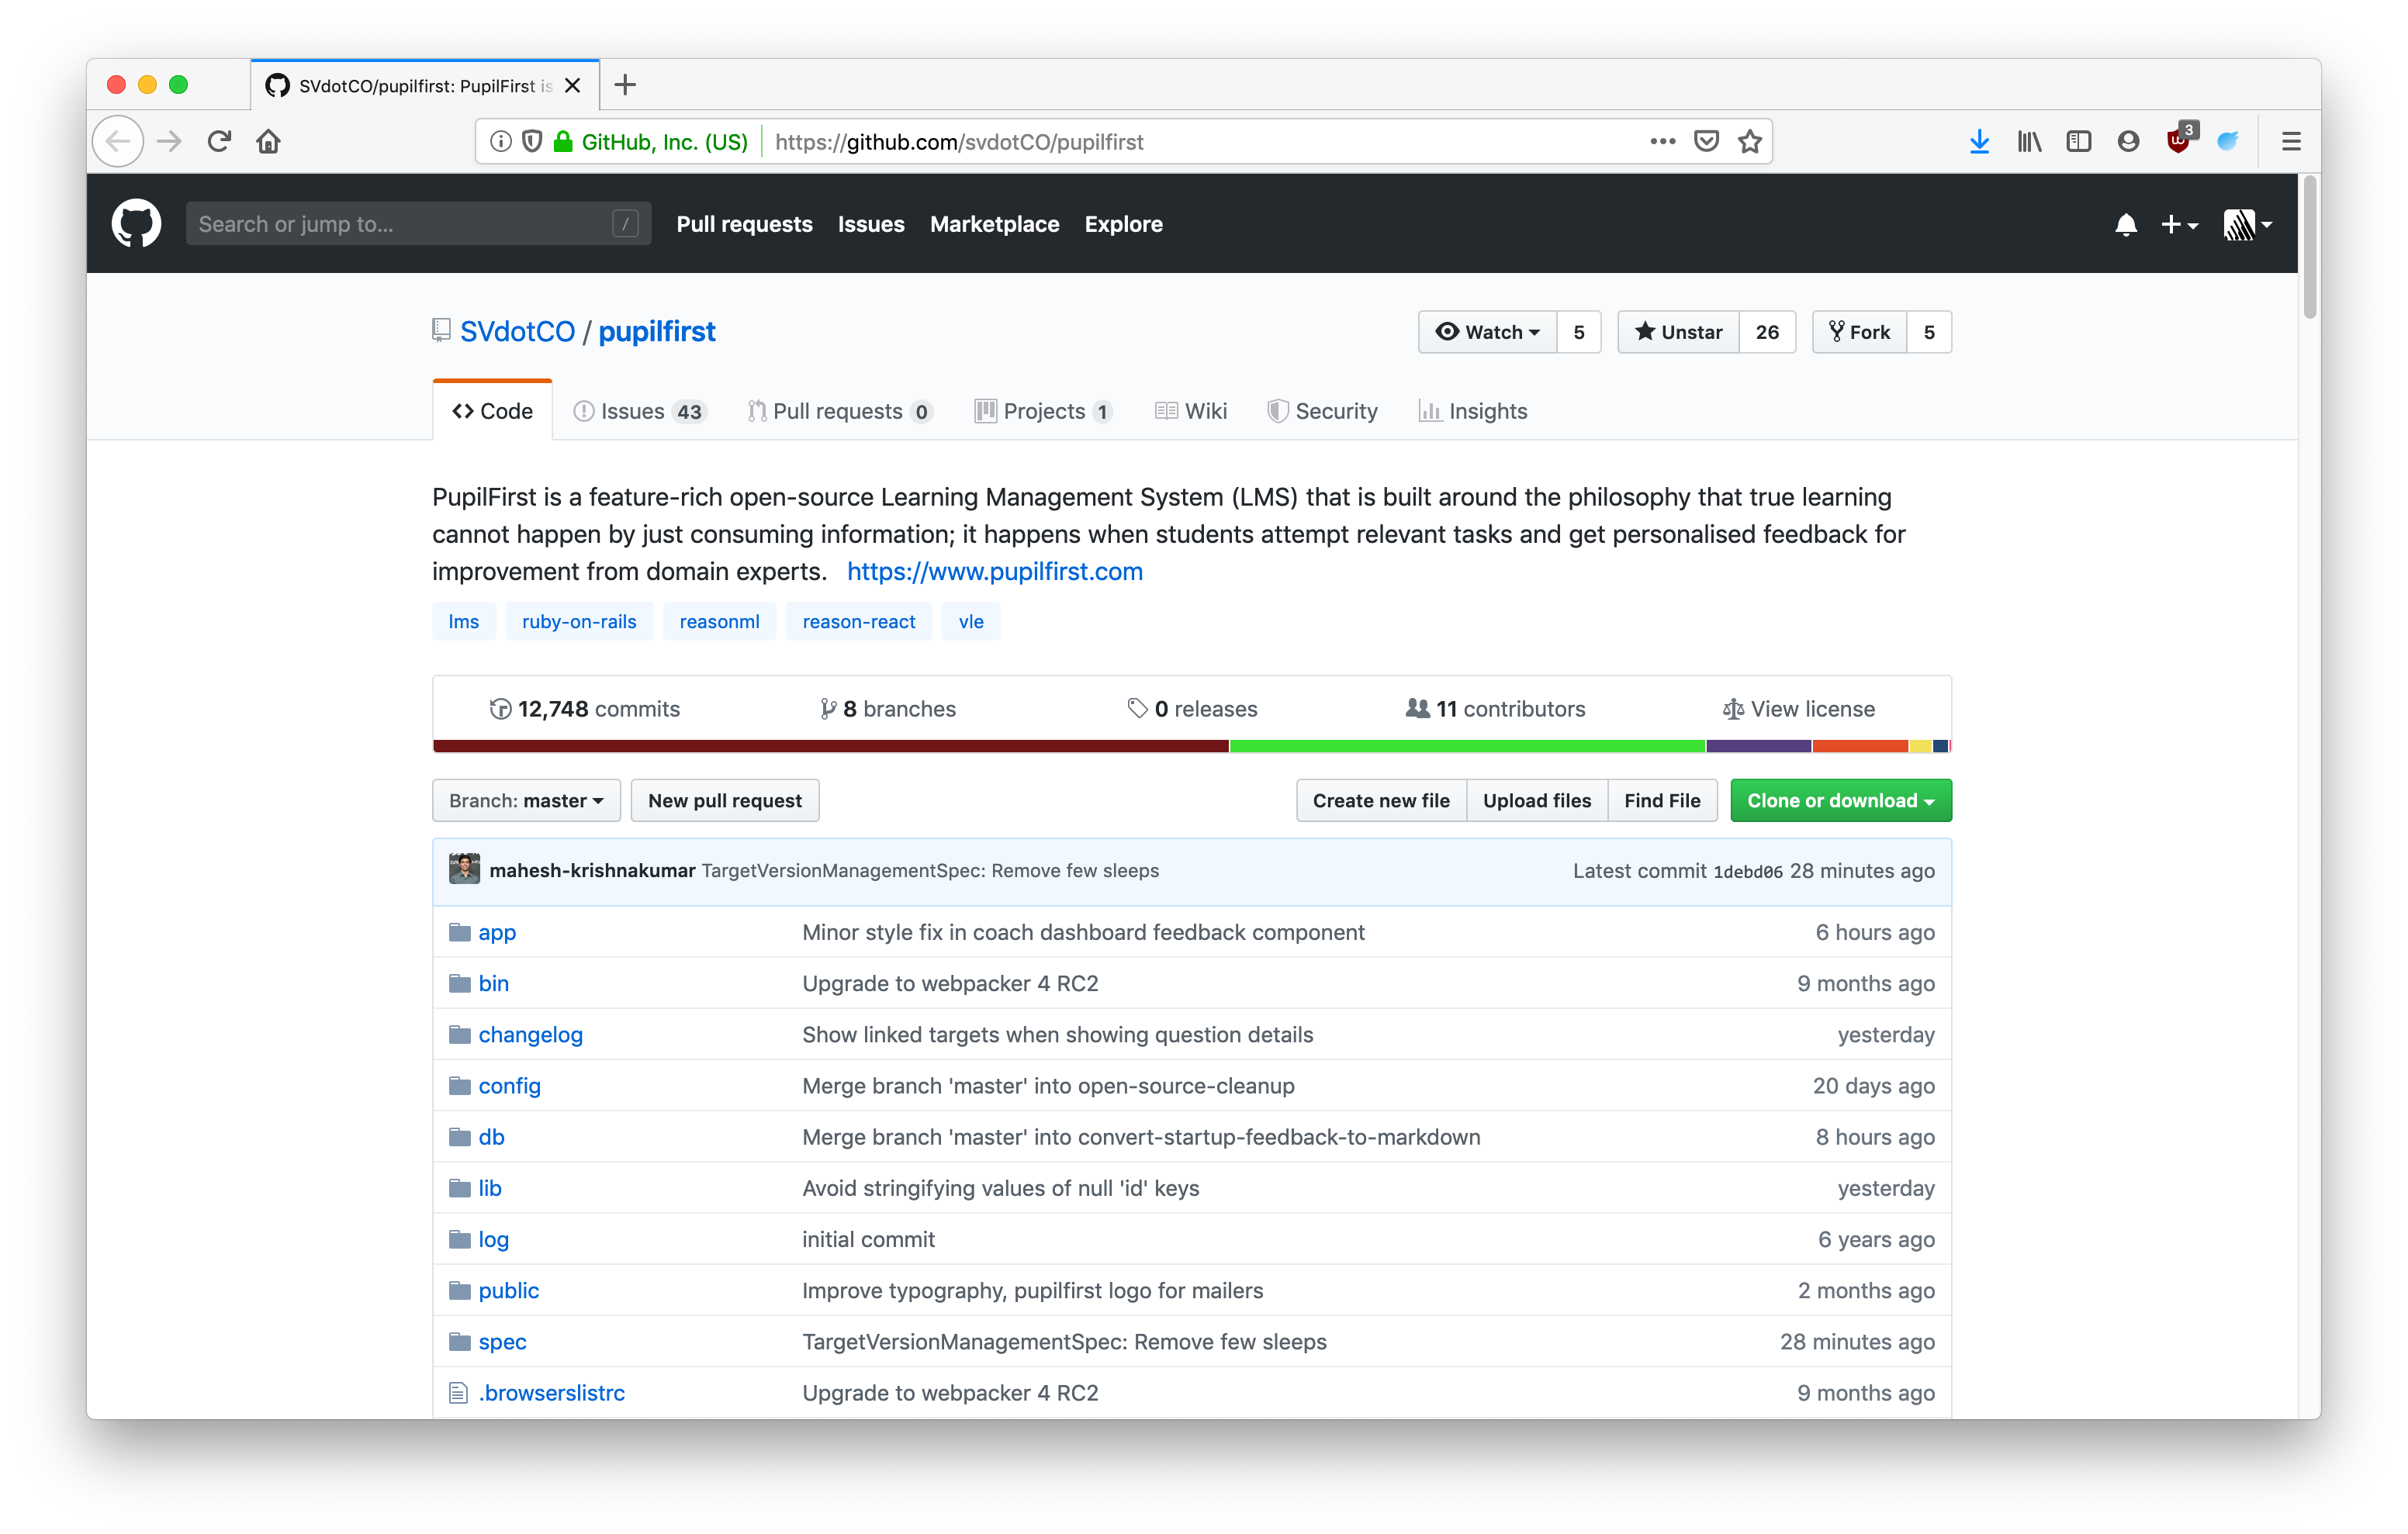 SVdotCO/pupilfirst: PupilFirst is
GitHub, Inc. (US) https://github.com/svdotCO/pupilfirst
3
Search or jump to... /
Pull requests Issues Marketplace Explore
SVdotCO / pupilfirst
Watch 5 Unstar 26 Fork 5
Code Issues 43 Pull requests 0 Projects 1 Wiki Security Insights
PupilFirst is a feature-rich open-source Learning Management System (LMS) that is built around the philosophy that true learning
cannot happen by just consuming information; it happens when students attempt relevant tasks and get personalised feedback for
improvement from domain experts. https://www.pupilfirst.com
lms ruby-on-rails reasonml reason-react vle
12,748 commits 8 branches 0 releases 11 contributors View license
Branch: master New pull request Create new file Upload files Find File Clone or download
mahesh-krishnakumar TargetVersionManagementSpec: Remove few sleeps Latest commit 1debd06 28 minutes ago
app Minor style fix in coach dashboard feedback component 6 hours ago
bin Upgrade to webpacker 4 RC2 9 months ago
changelog Show linked targets when showing question details yesterday
config Merge branch 'master' into open-source-cleanup 20 days ago
db Merge branch 'master' into convert-startup-feedback-to-markdown 8 hours ago
lib Avoid stringifying values of null 'id' keys yesterday
log initial commit 6 years ago
public Improve typography, pupilfirst logo for mailers 2 months ago
spec TargetVersionManagementSpec: Remove few sleeps 28 minutes ago
.browserslistrc Upgrade to webpacker 4 RC2 9 months ago